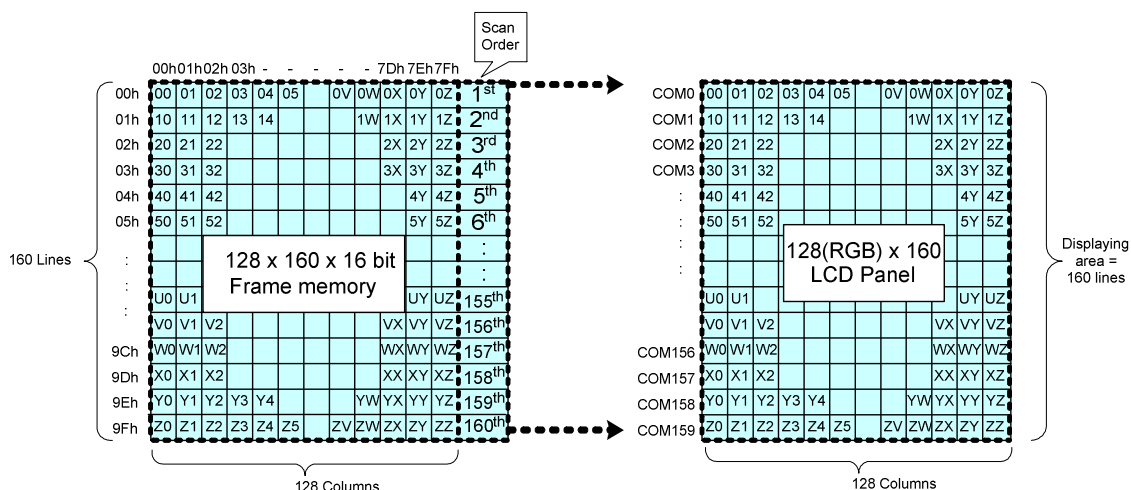 Scan
Order
00h 01h 02h 03h - - - - - 7Dh 7Eh 7Fh
00h 00 01 02 03 04 05 0V 0W 0X 0Y 0Z 1st COM0 00 01 02 03 04 05 0V 0W 0X 0Y 0Z
01h 10 11 12 13 14 1W 1X 1Y 1Z 2nd COM1 10 11 12 13 14 1W 1X 1Y 1Z
02h 20 21 22 2X 2Y 2Z 3rd COM2 20 21 22 2X 2Y 2Z
03h 30 31 32 3X 3Y 3Z 4th COM3 30 31 32 3X 3Y 3Z
04h 40 41 42 4Y 4Z 5th : 40 41 42 4Y 4Z
05h 50 51 52 5Y 5Z 6th : 50 51 52 5Y 5Z
: :
160 Lines : 128 x 160 x 16 bit : : 128(RGB) x 160 Displaying
: Frame memory : LCD Panel area =
160 lines
U0 U1 UY UZ 155th U0 U1 UY UZ
: V0 V1 V2 VX VY VZ 156th V0 V1 V2 VX VY VZ
9Ch W0 W1 W2 WX WY WZ 157th COM156 W0 W1 W2 WX WY WZ
9Dh X0 X1 X2 XX XY XZ 158th COM157 X0 X1 X2 XX XY XZ
9Eh Y0 Y1 Y2 Y3 Y4 YW YX YY YZ 159th COM158 Y0 Y1 Y2 Y3 Y4 YW YX YY YZ
9Fh Z0 Z1 Z2 Z3 Z4 Z5 ZV ZW ZX ZY ZZ 160th COM159 Z0 Z1 Z2 Z3 Z4 Z5 ZV ZW ZX ZY ZZ
128 Columns 128 Columns